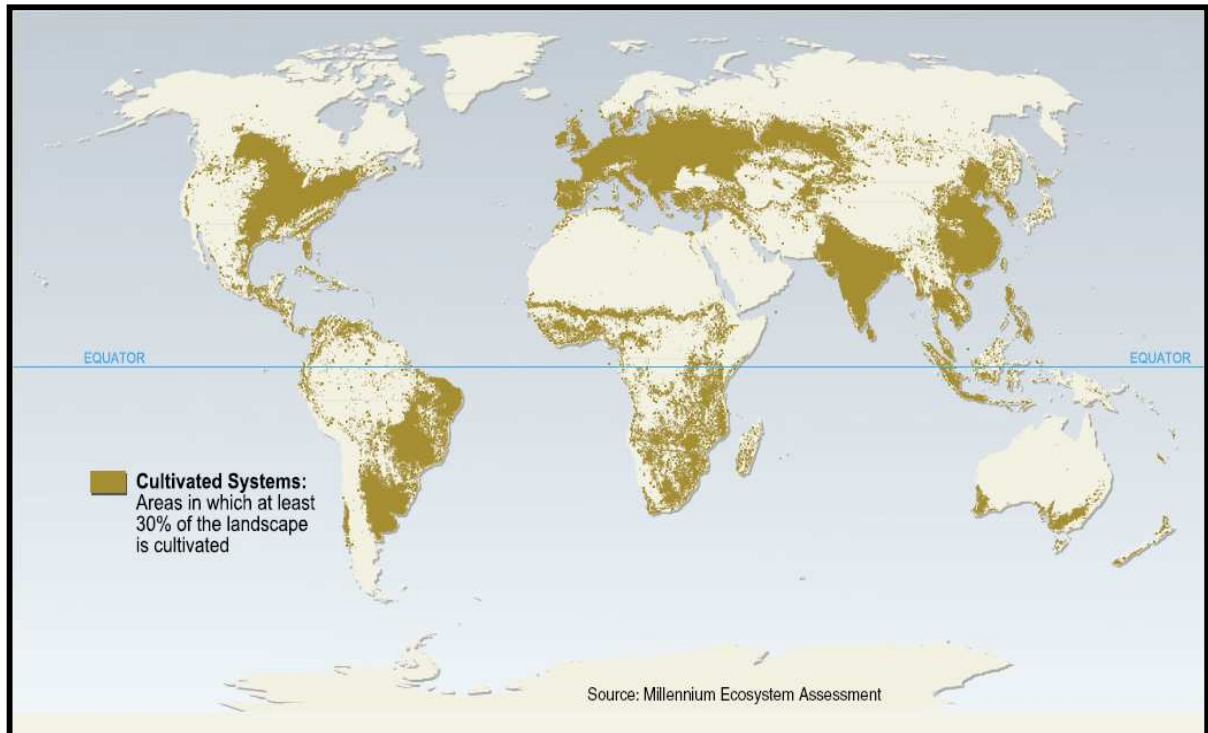 EQUATOR
EQUATOR
Cultivated Systems:
Areas in which at least
30% of the landscape
is cultivated
Source: Millennium Ecosystem Assessment